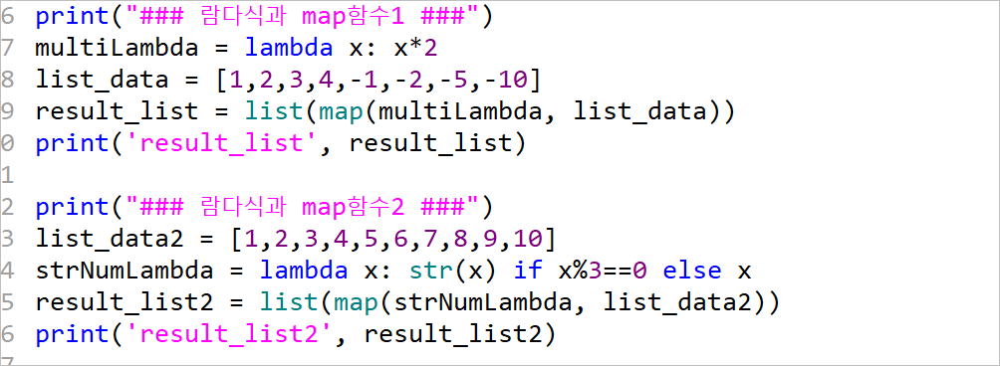 6 print("### 람다식과 map함수1 ###")
7 multiLambda = lambda x: x*2
8 list_data = [1,2,3,4,-1,-2,-5,-10]
9 result_list = list(map(multiLambda, list_data))
0 print('result_list', result_list)
1
2 print("### 람다식과 map함수2 ###")
3 list_data2 = [1,2,3,4,5,6,7,8,9,10]
4 strNumLambda = lambda x: str(x) if x%3==0 else x
5 result_list2 = list(map(strNumLambda, list_data2))
6 print('result_list2', result_list2)